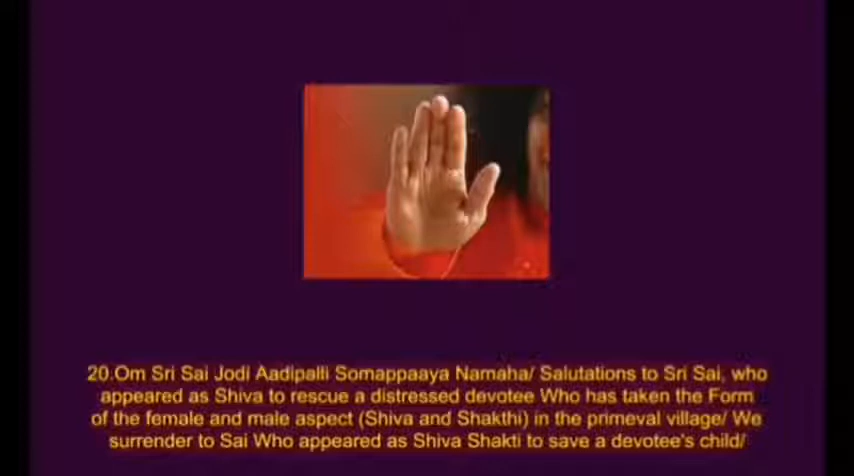 20.Om Sri Sai Jodi Aadipalli Somappaaya Namaha/ Salutations to Sri Sai, who
appeared as Shiva to rescue a distressed devotee Who has taken the Form
of the female and male aspect (Shiva and Shakthi) in the primeval village/ We
surrender to Sai Who appeared as Shiva Shakti to save a devotee's child/